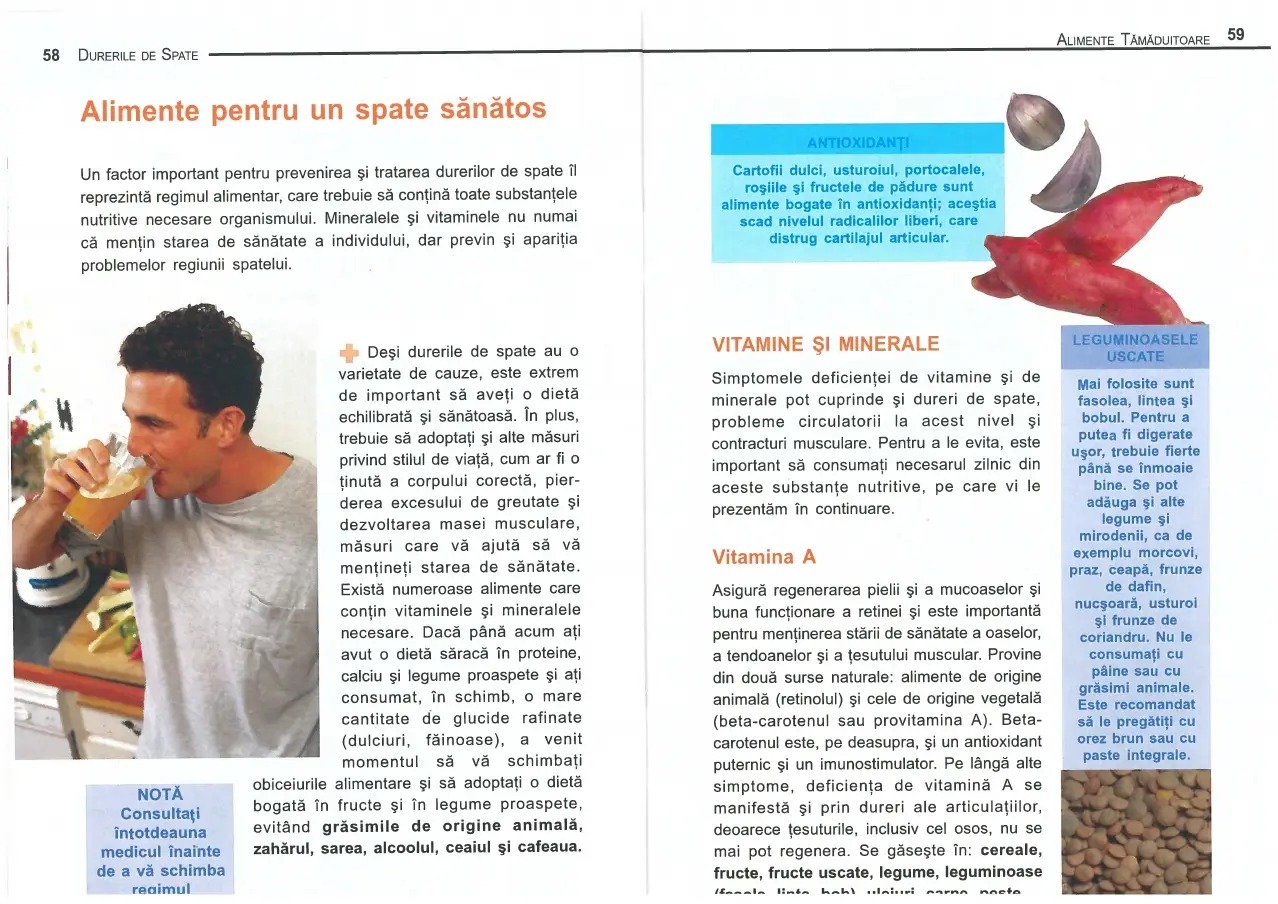 58 DURERILE DE SPATE
Alimente pentru un spate sănătos
Un factor important pentru prevenirea şi tratarea durerilor de spate îl
reprezintă regimul alimentar, care trebuie să conţină toate substanţele
nutritive necesare organismului. Mineralele şi vitaminele nu numai
că menţin starea de sănătate a individului, dar previn şi apariţia
problemelor regiunii spatelui.
Deşi durerile de spate au o
varietate de cauze, este extrem
de important să aveţi o dietă
echilibrată şi sănătoasă. În plus,
trebuie să adoptaţi şi alte măsuri
privind stilul de viaţă, cum ar fi o
ţinută a corpului corectă, pier-
derea excesului de greutate şi
dezvoltarea masei musculare,
măsuri care vă ajută să vă
menţineţi starea de sănătate.
Există numeroase alimente care
conţin vitaminele şi mineralele
necesare. Dacă până acum aţi
avut o dietă săracă în proteine,
calciu şi legume proaspete şi aţi
consumat, în schimb, o mare
cantitate de glucide rafinate
(dulciuri, făinoase), a venit
momentul să vă schimbaţi
obiceiurile alimentare şi să adoptaţi o dietă
bogată în fructe şi în legume proaspete,
evitând grăsimile de origine animală,
zahărul, sarea, alcoolul, ceaiul şi cafeaua.
NOTĂ
Consultaţi
întotdeauna
medicul înainte
de a vă schimba
regimul
ALIMENTE TĂMĂDUITOARE 59
ANTIOXIDANŢI
Cartofii dulci, usturoiul, portocalele,
roşiile şi fructele de pădure sunt
alimente bogate în antioxidanţi; aceştia
scad nivelul radicalilor liberi, care
distrug cartilajul articular.
VITAMINE ŞI MINERALE
Simptomele deficienţei de vitamine şi de
minerale pot cuprinde şi dureri de spate,
probleme circulatorii la acest nivel şi
contracturi musculare. Pentru a le evita, este
important să consumaţi necesarul zilnic din
aceste substanţe nutritive, pe care vi le
prezentăm în continuare.
Vitamina A
Asigură regenerarea pielii şi a mucoaselor şi
buna funcţionare a retinei şi este importantă
pentru menţinerea stării de sănătate a oaselor,
a tendoanelor şi a ţesutului muscular. Provine
din două surse naturale: alimente de origine
animală (retinolul) şi cele de origine vegetală
(beta-carotenul sau provitamina A). Beta-
carotenul este, pe deasupra, şi un antioxidant
puternic şi un imunostimulator. Pe lângă alte
simptome, deficienţa de vitamină A se
manifestă şi prin dureri ale articulaţiilor,
deoarece ţesuturile, inclusiv cel osos, nu se
mai pot regenera. Se găseşte în: cereale,
fructe, fructe uscate, legume, leguminoase
LEGUMINOASELE
USCATE
Mai folosite sunt
fasolea, lintea şi
bobul. Pentru a
putea fi digerate
uşor, trebuie fierte
până se înmoaie
bine. Se pot
adăuga şi alte
legume şi
mirodenii, ca de
exemplu morcovi,
praz, ceapă, frunze
de dafin,
nucşoară, usturoi
şi frunze de
coriandru. Nu le
consumaţi cu
pâine sau cu
grăsimi animale.
Este recomandat
să le pregătiţi cu
orez brun sau cu
paste integrale.